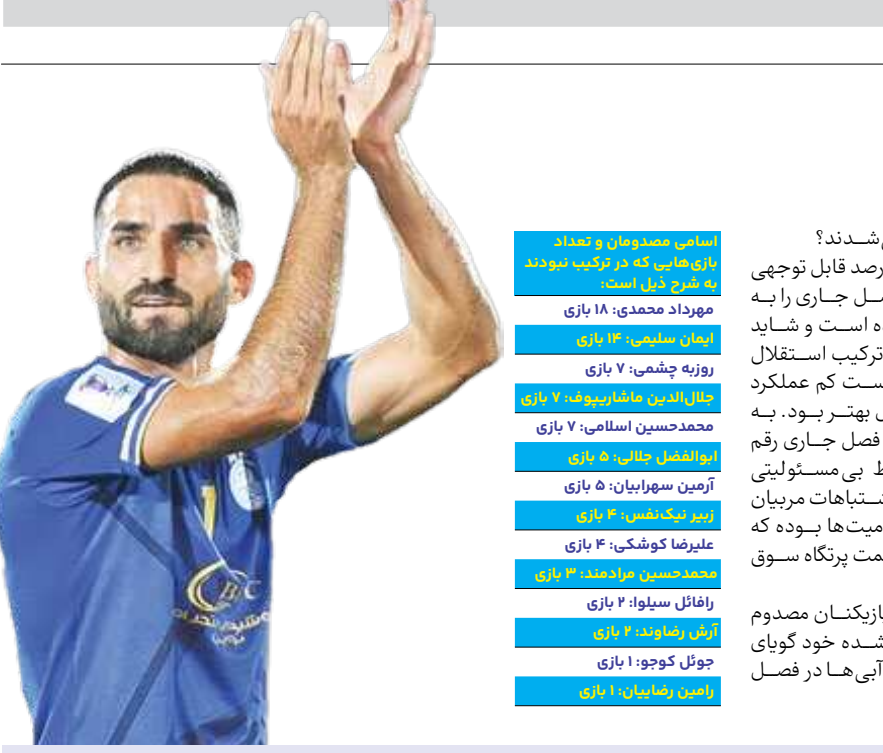 شـدند؟
رصد قابل توجهی
ـل جـاری را بـه
ه اسـت و شـاید
ترکیب اسـتقلال
سـت کم عملکرد
بهتـر بـود. بـه
فصل جـاری رقم
بی‌مسـئولیتی
شـتباهات مربیان
میت‌ها بـوده که
مت پرتگاه سـوق
ازیکنـان مصدوم
شـده خود گویای
آبی‌هـا در فصـل
اسامی مصدومان و تعداد
بازی‌هایی که در ترکیب نبودند
به شرح ذیل است:
مهرداد محمدی: ۱۸ بازی
ایمان سلیمی: ۱۴ بازی
روزبه چشمی: ۷ بازی
جلال‌الدین ماشاریپوف: ۷ بازی
محمدحسین اسلامی: ۷ بازی
ابوالفضل جلالی: ۵ بازی
آرمین سهرابیان: ۵ بازی
زبیر نیک‌نفس: ۴ بازی
علیرضا کوشکی: ۴ بازی
محمدحسین مرادمند: ۳ بازی
رافائل سیلوا: ۲ بازی
آرش رضاوند: ۲ بازی
جوئل کوجو: ۱ بازی
رامین رضاییان: ۱ بازی